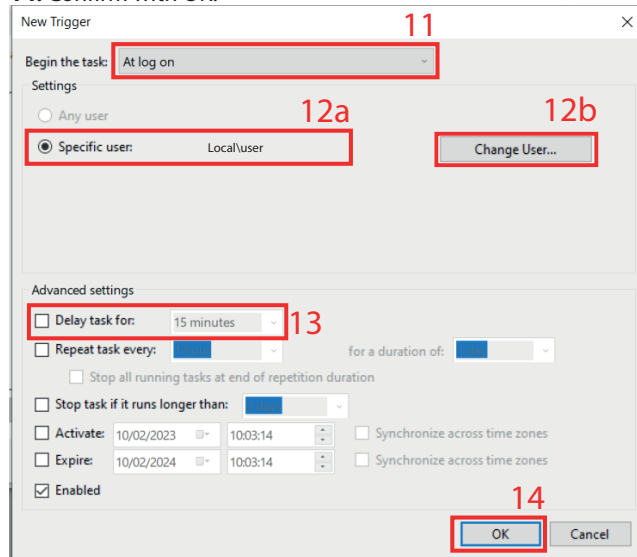 New Trigger
11
Begin the task: At log on
Settings
Any user
12a
12b
Specific user: Local\user
Change User...
Advanced settings
Delay task for: 15 minutes
13
Repeat task every: for a duration of:
Stop all running tasks at end of repetition duration
Stop task if it runs longer than:
Activate: 10/02/2023 10:03:14 Synchronize across time zones
Expire: 10/02/2024 10:03:14 Synchronize across time zones
Enabled
14
OK Cancel